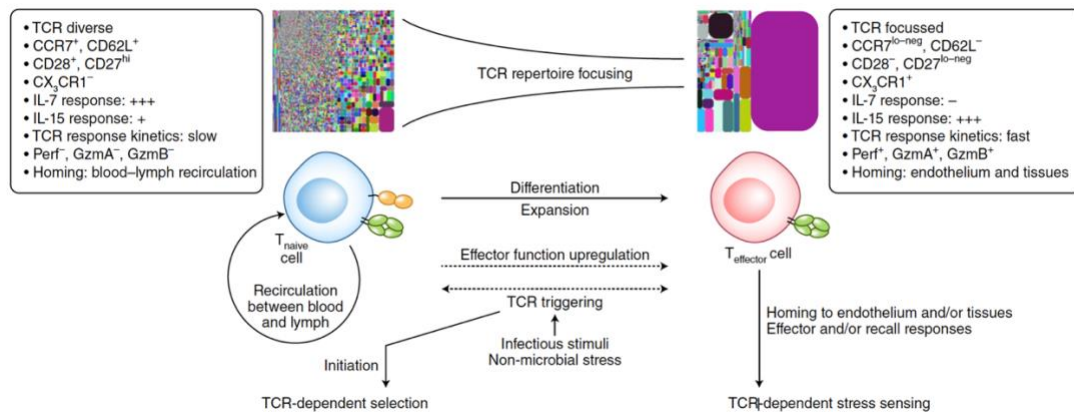 • TCR diverse
• CCR7⁺, CD62L⁺
• CD28⁺, CD27ʰⁱ
• CX₃CR1⁻
• IL-7 response: +++
• IL-15 response: +
• TCR response kinetics: slow
• Perf⁻, GzmA⁻, GzmB⁻
• Homing: blood–lymph recirculation
TCR repertoire focusing
• TCR focussed
• CCR7ˡᵒ⁻ⁿᵉᵍ, CD62L⁻
• CD28⁻, CD27ˡᵒ⁻ⁿᵉᵍ
• CX₃CR1⁺
• IL-7 response: –
• IL-15 response: +++
• TCR response kinetics: fast
• Perf⁺, GzmA⁺, GzmB⁺
• Homing: endothelium and tissues
T naive
cell
Recirculation
between blood
and lymph
Differentiation
Expansion
Effector function upregulation
TCR triggering
Infectious stimuli
Non-microbial stress
Initiation
TCR-dependent selection
T effector cell
Homing to endothelium and/or tissues
Effector and/or recall responses
TCR-dependent stress sensing